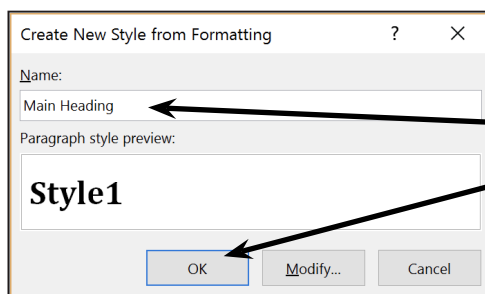 Create New Style from Formatting ? ×
Name:
Main Heading
Paragraph style preview:
Style1
OK Modify... Cancel